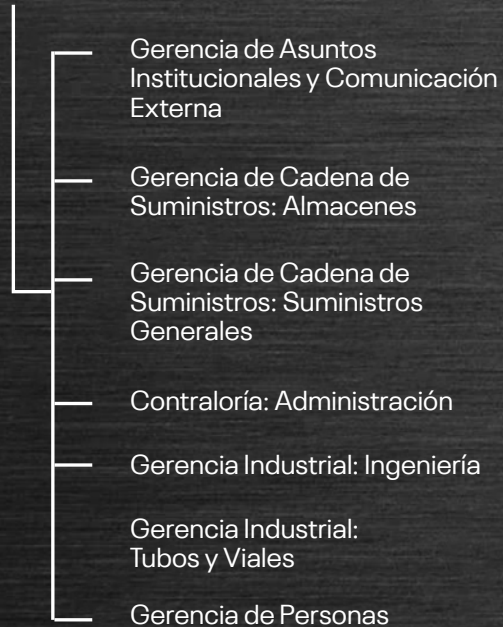 Gerencia de Asuntos
Institucionales y Comunicación
Externa
Gerencia de Cadena de
Suministros: Almacenes
Gerencia de Cadena de
Suministros: Suministros
Generales
Contraloría: Administración
Gerencia Industrial: Ingeniería
Gerencia Industrial:
Tubos y Viales
Gerencia de Personas